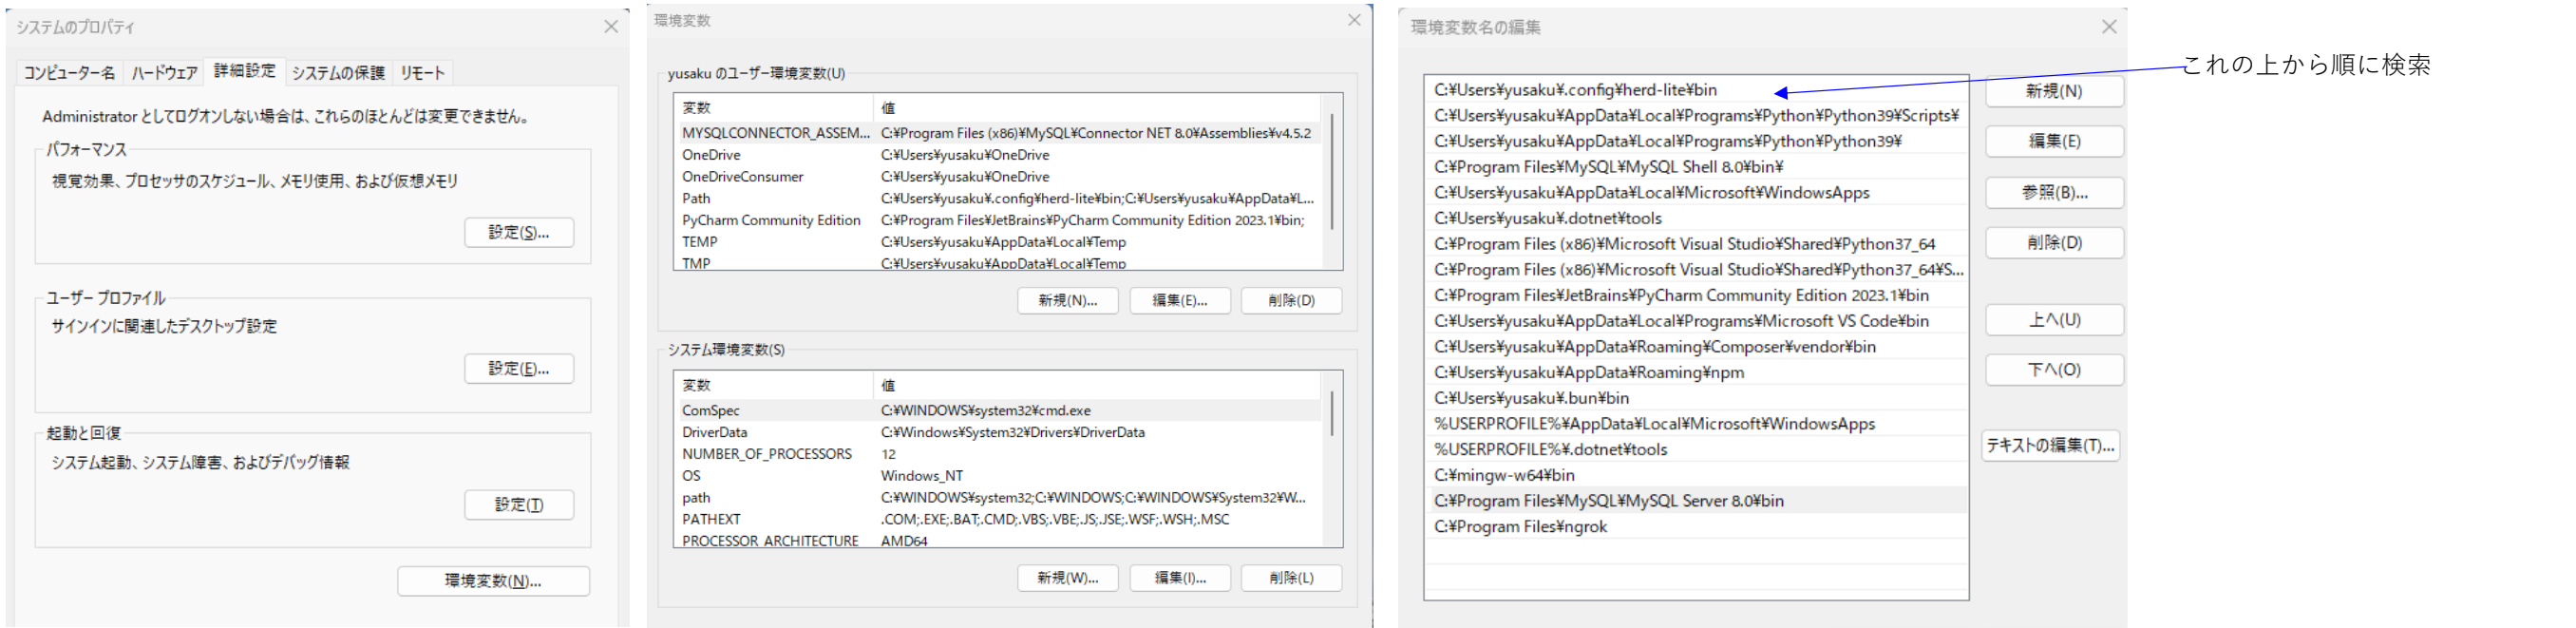 システムのプロパティ
コンピューター名
ハードウェア
詳細設定
システムの保護
リモート
Administrator としてログオンしない場合は、これらのほとんどは変更できません。
パフォーマンス
視覚効果、プロセッサのスケジュール、メモリ使用、および仮想メモリ
設定(S)...
ユーザー プロファイル
サインインに関連したデスクトップ設定
設定(E)...
起動と回復
システム起動、システム障害、およびデバッグ情報
設定(T)
環境変数(N)...
環境変数
yusaku のユーザー環境変数(U)
変数 値
MYSQLCONNECTOR_ASSEM... C:¥Program Files (x86)¥MySQL¥Connector NET 8.0¥Assemblies¥v4.5.2
OneDrive C:¥Users¥yusaku¥OneDrive
OneDriveConsumer C:¥Users¥yusaku¥OneDrive
Path C:¥Users¥yusaku¥.config¥herd-lite¥bin;C:¥Users¥yusaku¥AppData¥L...
PyCharm Community Edition C:¥Program Files¥JetBrains¥PyCharm Community Edition 2023.1¥bin;
TEMP C:¥Users¥yusaku¥AppData¥Local¥Temp
TMP C:¥Users¥yusaku¥AppData¥Local¥Temp
新規(N)... 編集(E)... 削除(D)
システム環境変数(S)
変数 値
ComSpec C:¥WINDOWS¥system32¥cmd.exe
DriverData C:¥Windows¥System32¥Drivers¥DriverData
NUMBER_OF_PROCESSORS 12
OS Windows_NT
path C:¥WINDOWS¥system32;C:¥WINDOWS;C:¥WINDOWS¥System32¥W...
PATHEXT .COM;.EXE;.BAT;.CMD;.VBS;.VBE;.JS;.JSE;.WSF;.WSH;.MSC
PROCESSOR_ARCHITECTURE AMD64
新規(W)... 編集(I)... 削除(L)
環境変数名の編集
C:¥Users¥yusaku¥.config¥herd-lite¥bin
C:¥Users¥yusaku¥AppData¥Local¥Programs¥Python¥Python39¥Scripts¥
C:¥Users¥yusaku¥AppData¥Local¥Programs¥Python¥Python39¥
C:¥Program Files¥MySQL¥MySQL Shell 8.0¥bin¥
C:¥Users¥yusaku¥AppData¥Local¥Microsoft¥WindowsApps
C:¥Users¥yusaku¥.dotnet¥tools
C:¥Program Files (x86)¥Microsoft Visual Studio¥Shared¥Python37_64
C:¥Program Files (x86)¥Microsoft Visual Studio¥Shared¥Python37_64¥S...
C:¥Program Files¥JetBrains¥PyCharm Community Edition 2023.1¥bin
C:¥Users¥yusaku¥AppData¥Local¥Programs¥Microsoft VS Code¥bin
C:¥Users¥yusaku¥AppData¥Roaming¥Composer¥vendor¥bin
C:¥Users¥yusaku¥AppData¥Roaming¥npm
C:¥Users¥yusaku¥.bun¥bin
%USERPROFILE%¥AppData¥Local¥Microsoft¥WindowsApps
%USERPROFILE%¥.dotnet¥tools
C:¥mingw-w64¥bin
C:¥Program Files¥MySQL¥MySQL Server 8.0¥bin
C:¥Program Files¥ngrok
新規(N)
編集(E)
参照(B)...
削除(D)
上へ(U)
下へ(O)
テキストの編集(T)...
これの上から順に検索